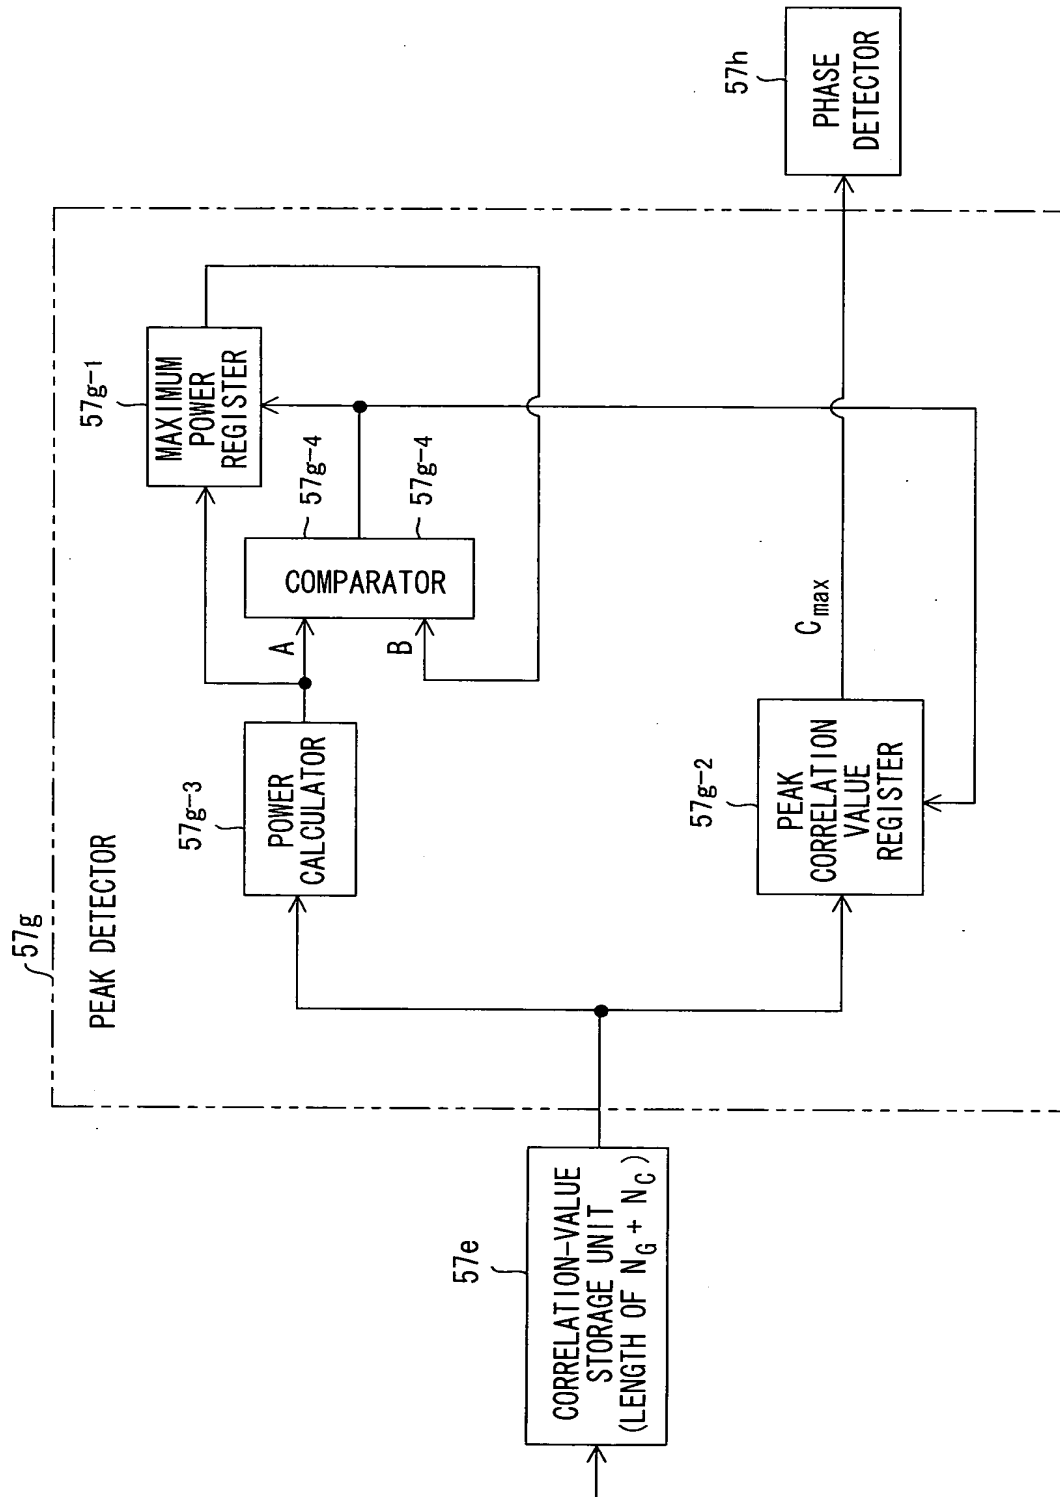 57g
PEAK DETECTOR
57e
CORRELATION-VALUE
STORAGE UNIT
(LENGTH OF N_G + N_C)
57g-3
POWER
CALCULATOR
A
B
COMPARATOR
57g-4
57g-4
57g-1
MAXIMUM
POWER
REGISTER
57g-2
PEAK
CORRELATION
VALUE
REGISTER
C_max
57h
PHASE
DETECTOR